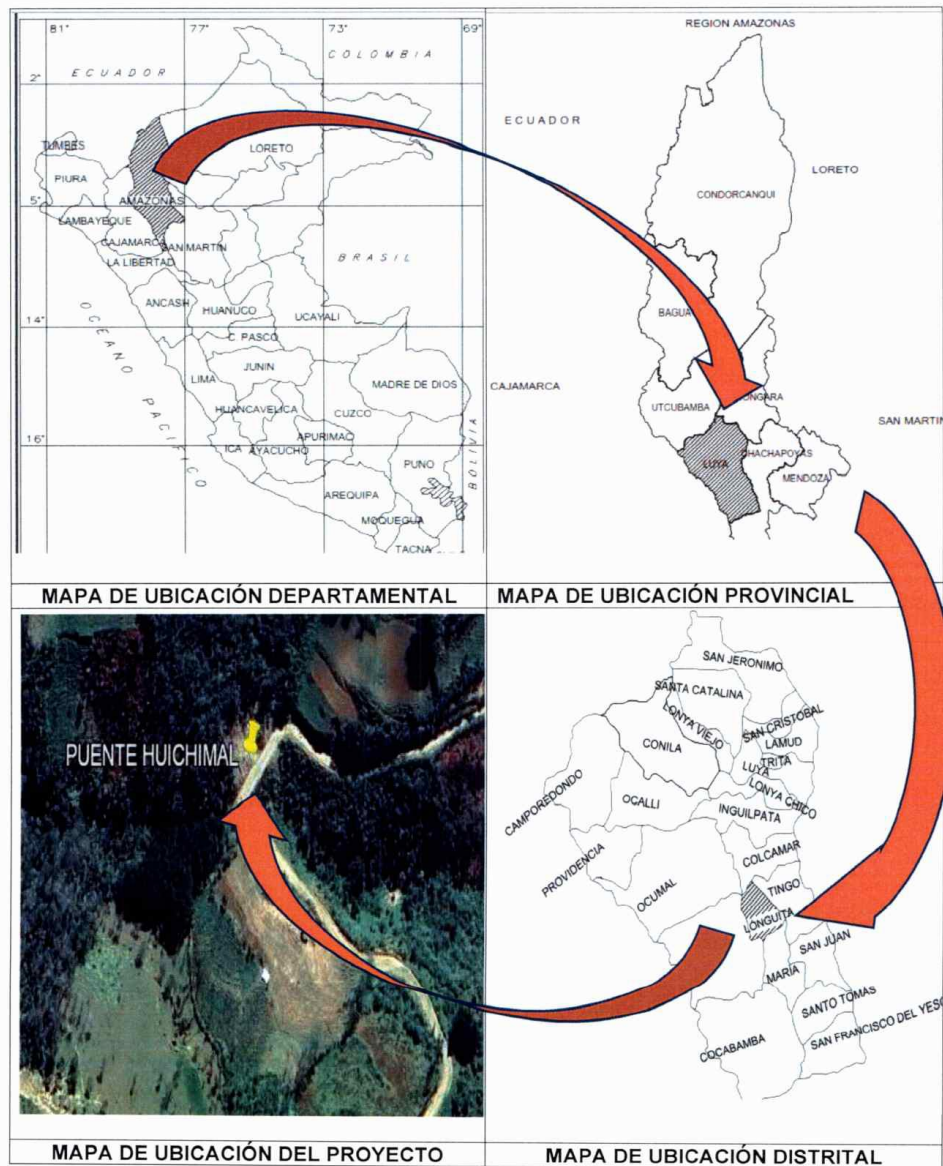 81°
77°
73°
69°
COLOMBIA
ECUADOR
2°
TUMBES
LORETO
PIURA
AMAZONAS
5°
LAMBAYEQUE
CAJAMARCA
SAN MARTIN
LA LIBERTAD
BRASIL
ANCASH
HUANUCO
UCAYALI
14°
C. PASCO
OCEANO PACIFICO
LIMA
JUNIN
MADRE DE DIOS
HUANCAVELICA
CUZCO
APURIMAC
16°
ICA
AYACUCHO
PUNO
BOLIVIA
AREQUIPA
MOQUEGUA
TACNA
MAPA DE UBICACIÓN DEPARTAMENTAL
REGION AMAZONAS
ECUADOR
LORETO
CONDORCANQUI
BAGUA
CAJAMARCA
UTCUBAMBA
ONGARA
SAN MARTIN
LUYA
CHACHAPOYAS
MENDOZA
MAPA DE UBICACIÓN PROVINCIAL
PUENTE HUICHIMAL
MAPA DE UBICACIÓN DEL PROYECTO
SAN JERONIMO
SANTA CATALINA
LONYA VIEJO
SAN CRISTOBAL
CONILA
LAMUD
TRITA
LUYA
LONYA CHICO
CAMPOREDONDO
OCALLI
INGUILPATA
COLCAMAR
PROVIDENCIA
OCUMAL
TINGO
LONGUITA
SAN JUAN
MARIA
SANTO TOMAS
COCABAMBA
SAN FRANCISCO DEL YESO
MAPA DE UBICACIÓN DISTRITAL